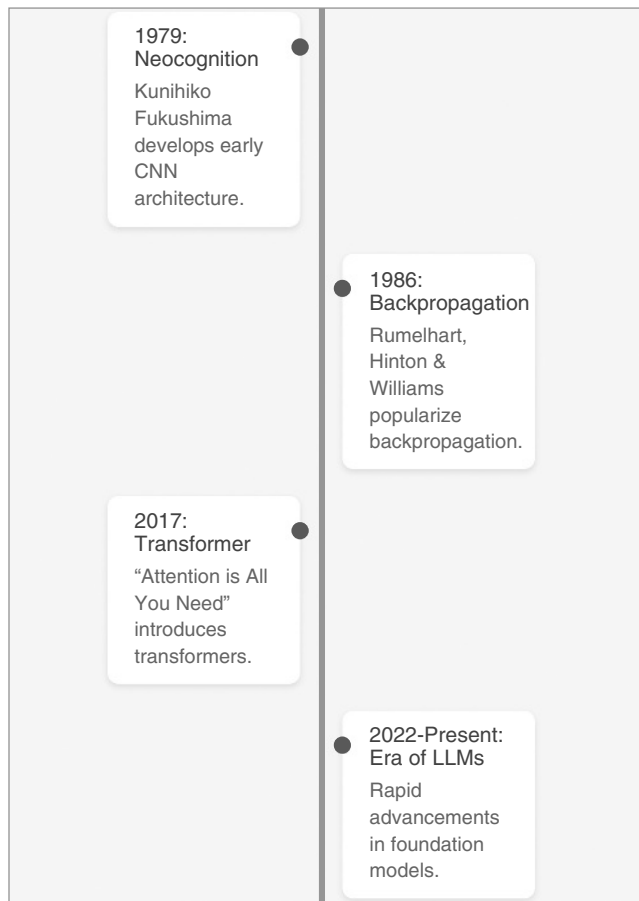 1979:
Neocognition
Kunihiko
Fukushima
develops early
CNN
architecture.
1986:
Backpropagation
Rumelhart,
Hinton &
Williams
popularize
backpropagation.
2017:
Transformer
“Attention is All
You Need”
introduces
transformers.
2022-Present:
Era of LLMs
Rapid
advancements
in foundation
models.